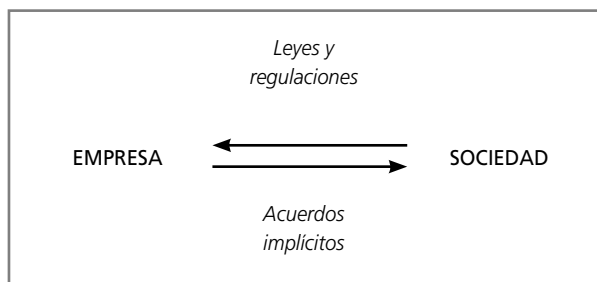 Leyes y
regulaciones
EMPRESA
SOCIEDAD
Acuerdos
implícitos